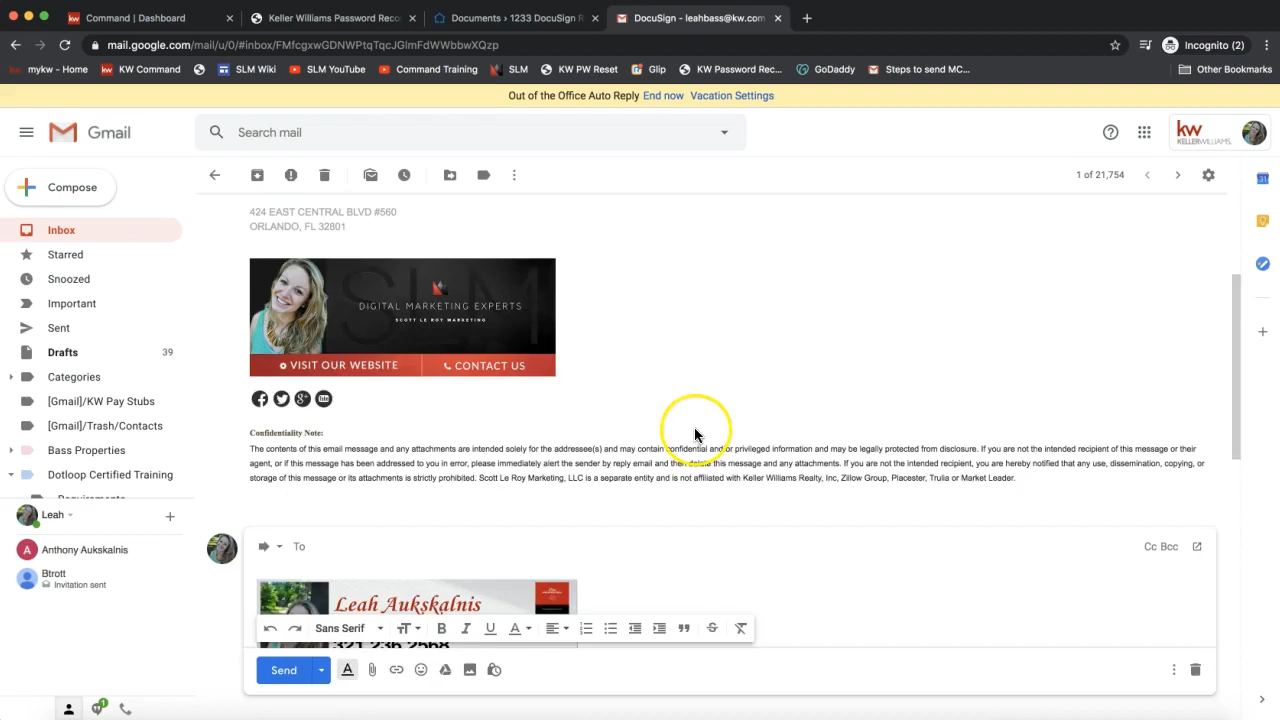 Command | Dashboard
Keller Williams Password Reco
Documents › 1233 DocuSign R
DocuSign - leahbass@kw.com
mail.google.com/mail/u/0/#inbox/FMfcgxwGDNWPtqTqcJGlmFdWWbbwXQzp
Incognito (2)
mykw - Home
KW Command
SLM Wiki
SLM YouTube
Command Training
SLM
KW PW Reset
Glip
KW Password Rec...
GoDaddy
Steps to send MC...
Other Bookmarks
Out of the Office Auto Reply End now Vacation Settings
Gmail
Search mail
kw
KELLERWILLIAMS.
Compose
1 of 21,754
Inbox
Starred
Snoozed
Important
Sent
Drafts 39
Categories
[Gmail]/KW Pay Stubs
[Gmail]/Trash/Contacts
Bass Properties
Dotloop Certified Training
Requirements
Leah
Anthony Aukskalnis
Btrott
Invitation sent
424 EAST CENTRAL BLVD #560
ORLANDO, FL 32801
SLM
DIGITAL MARKETING EXPERTS
SCOTT LE ROY MARKETING
VISIT OUR WEBSITE
CONTACT US
Confidentiality Note:
The contents of this email message and any attachments are intended solely for the addressee(s) and may contain confidential and/or privileged information and may be legally protected from disclosure. If you are not the intended recipient of this message or their
agent, or if this message has been addressed to you in error, please immediately alert the sender by reply email and then delete this message and any attachments. If you are not the intended recipient, you are hereby notified that any use, dissemination, copying, or
storage of this message or its attachments is strictly prohibited. Scott Le Roy Marketing, LLC is a separate entity and is not affiliated with Keller Williams Realty, Inc, Zillow Group, Placester, Trulia or Market Leader.
To
Cc Bcc
Leah Aukskalnis
321.236.2568
Sans Serif
Send